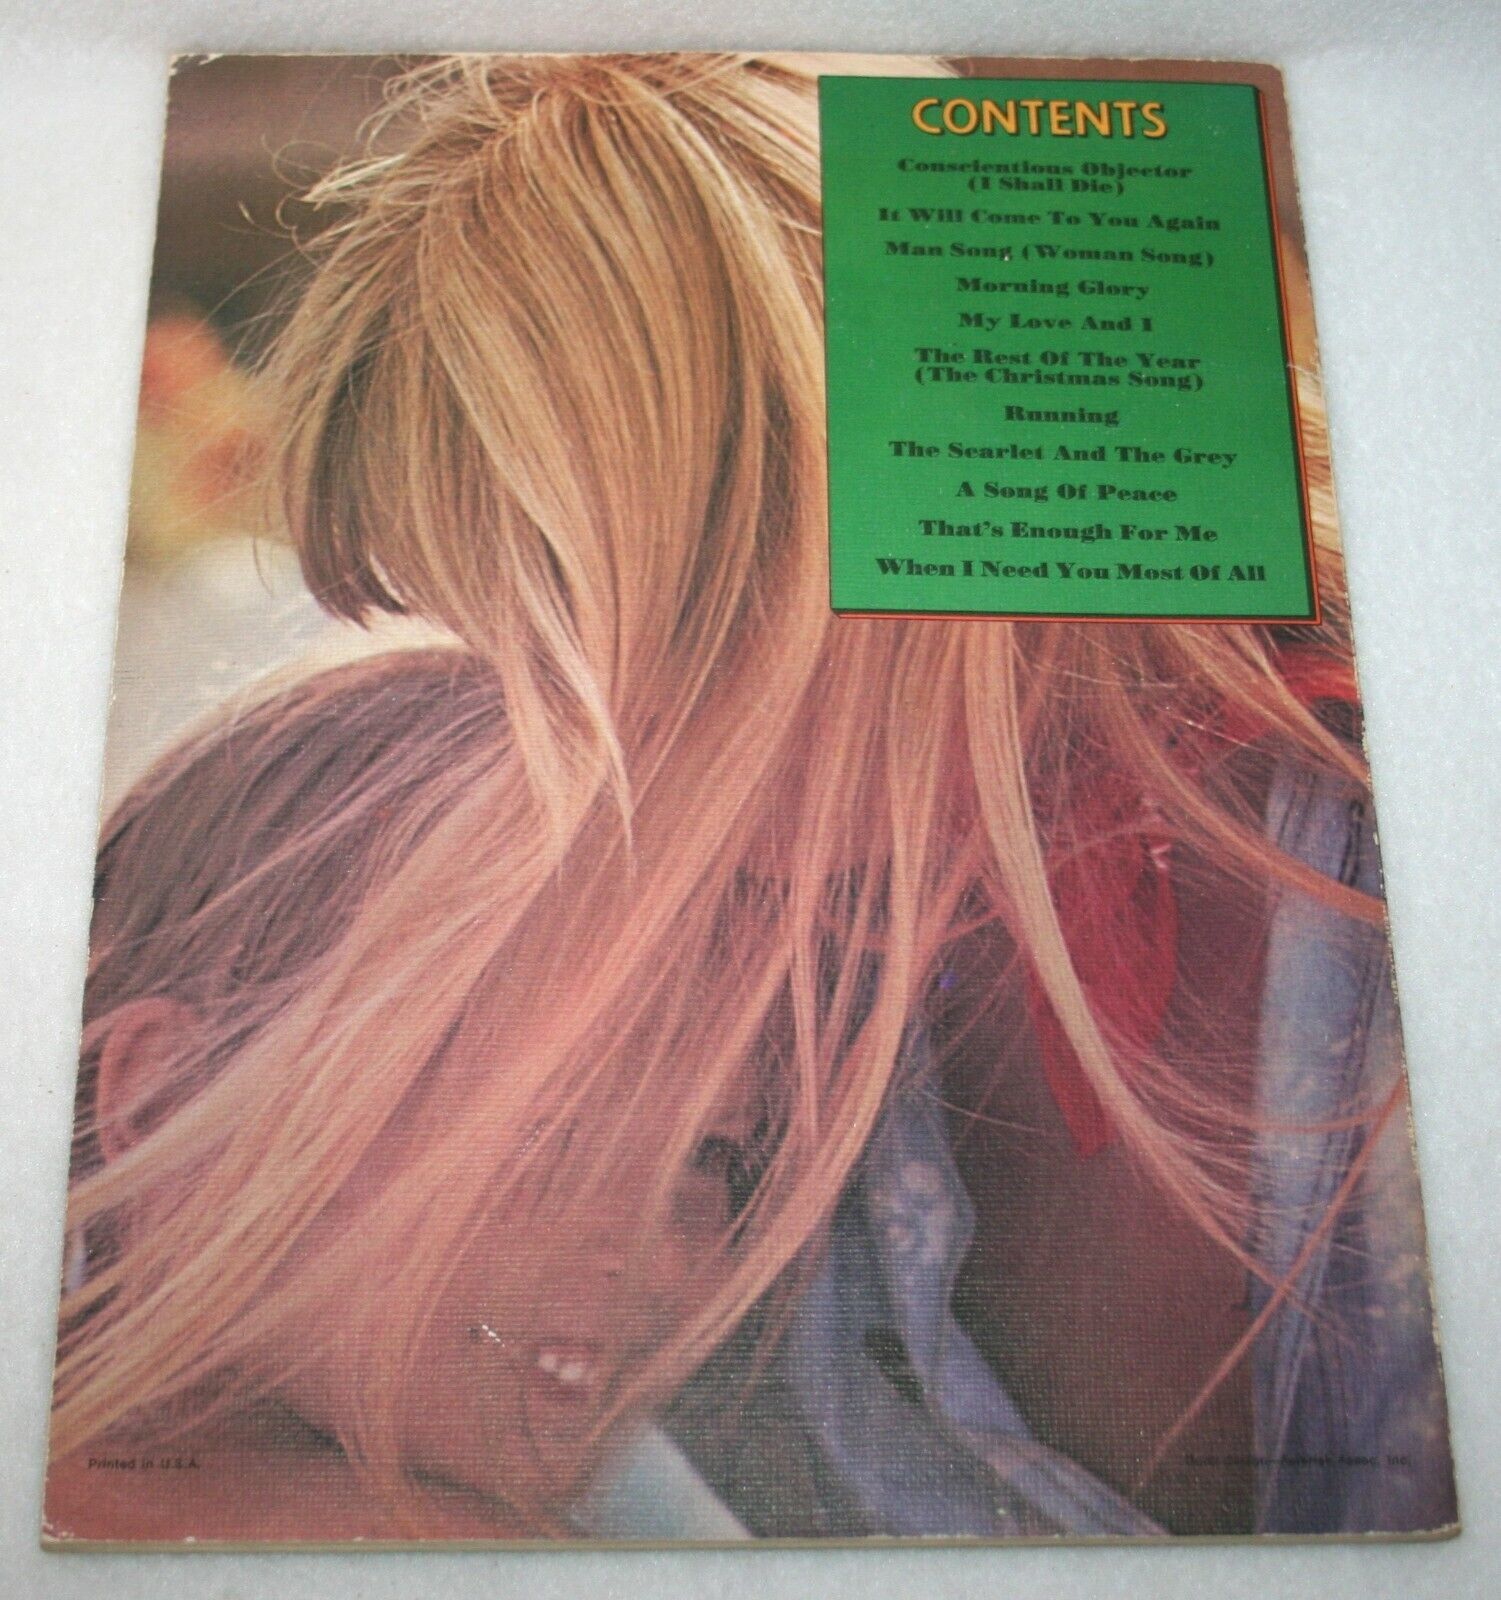 CONTENTS
Conscientious Objector
(I Shall Die)
It Will Come To You Again
Man Song (Woman Song)
Morning Glory
My Love And I
The Rest Of The Year
(The Christmas Song)
Running
The Scarlet And The Grey
A Song Of Peace
That's Enough For Me
When I Need You Most Of All
Printed in U.S.A.
Assoc. Inc.